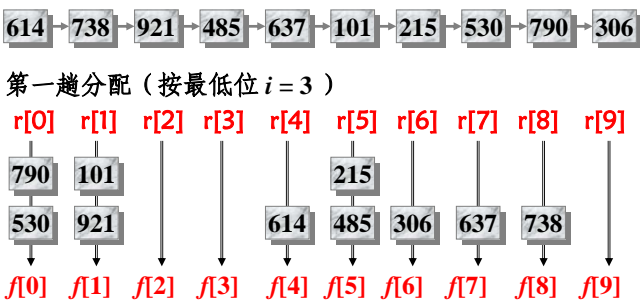 614 738 921 485 637 101 215 530 790 306
第一趟分配（按最低位 i = 3 ）
r[0] r[1] r[2] r[3] r[4] r[5] r[6] r[7] r[8] r[9]
790 101 215
530 921 614 485 306 637 738
f[0] f[1] f[2] f[3] f[4] f[5] f[6] f[7] f[8] f[9]